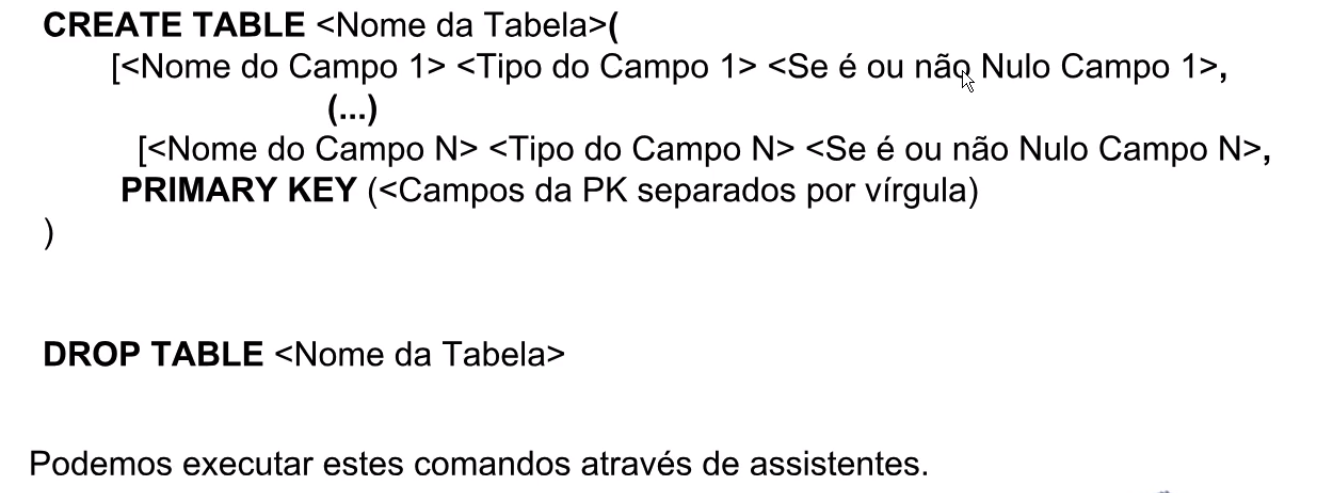 CREATE TABLE <Nome da Tabela>(
[<Nome do Campo 1> <Tipo do Campo 1> <Se é ou não Nulo Campo 1>,
(...)
[<Nome do Campo N> <Tipo do Campo N> <Se é ou não Nulo Campo N>,
PRIMARY KEY (<Campos da PK separados por vírgula)
)
DROP TABLE <Nome da Tabela>
Podemos executar estes comandos através de assistentes.